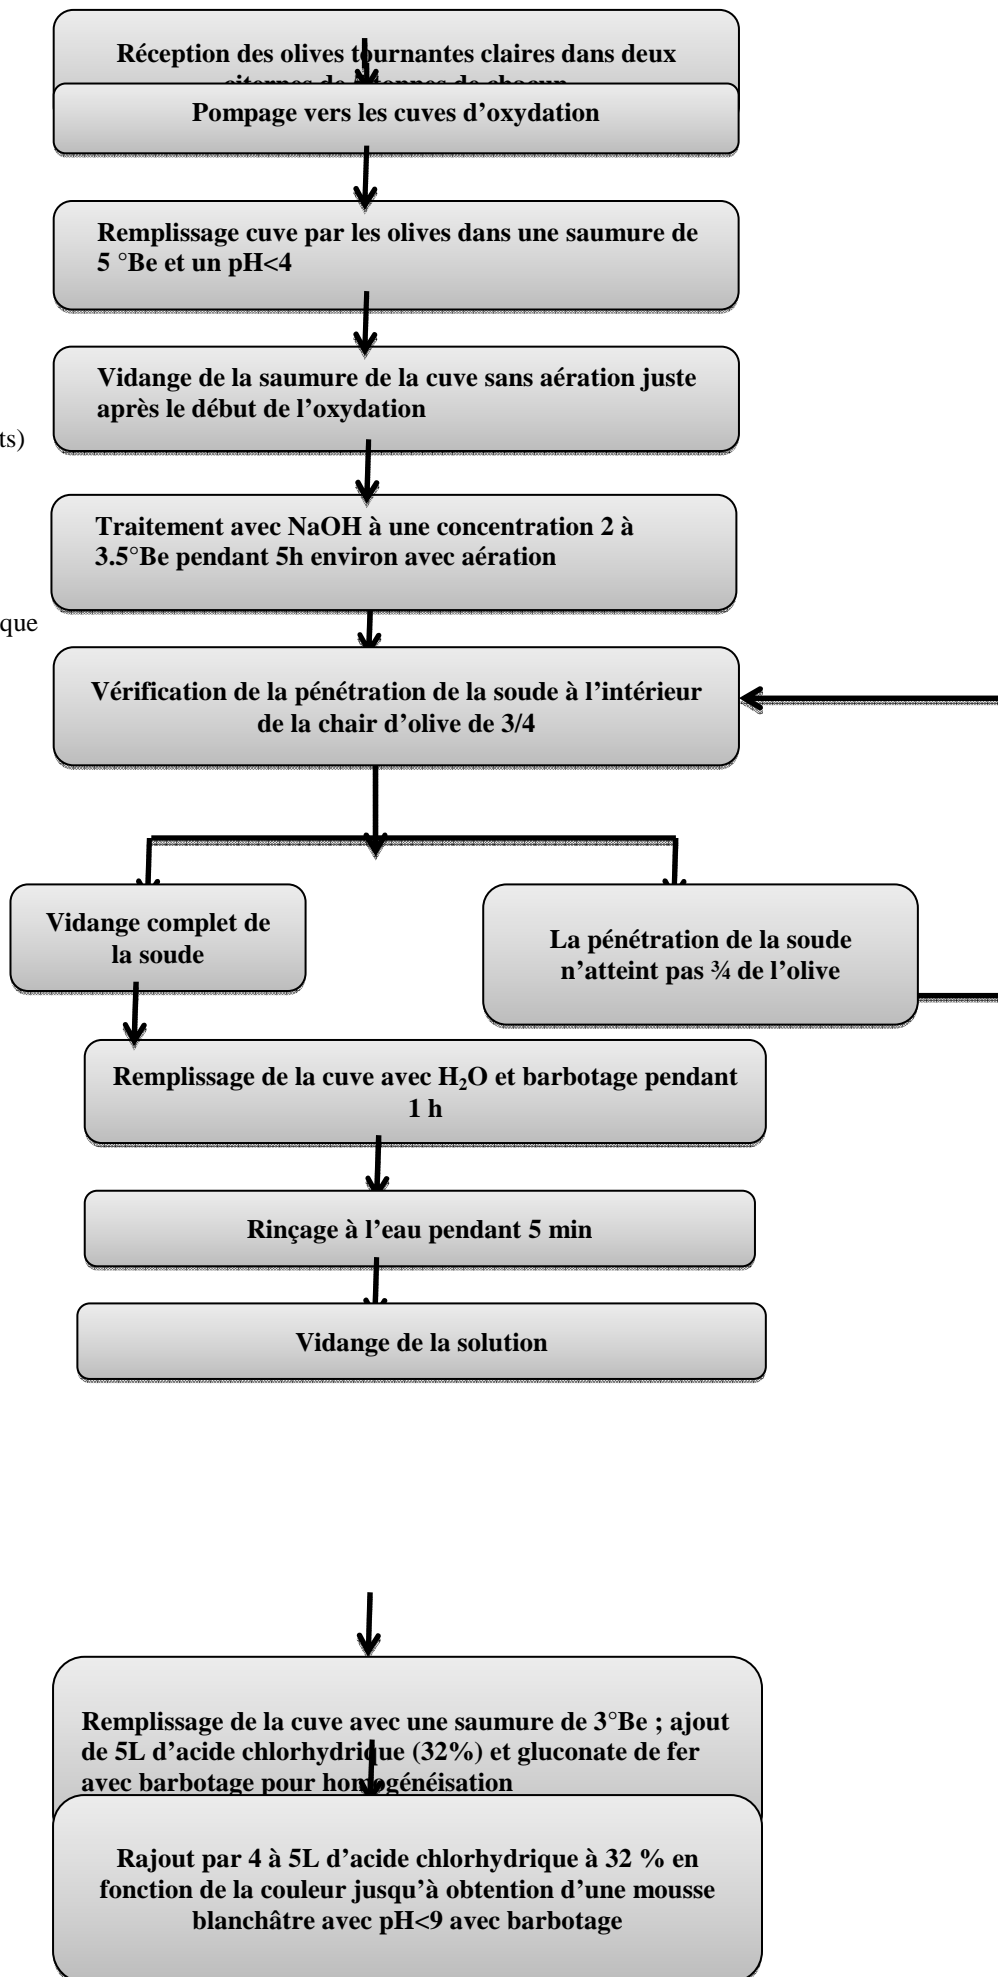 Réception des olives tournantes claires dans deux
citernes de tonnes de chacun
Pompage vers les cuves d’oxydation
Remplissage cuve par les olives dans une saumure de
5 °Be et un pH<4
Vidange de la saumure de la cuve sans aération juste
après le début de l’oxydation
ts)
Traitement avec NaOH à une concentration 2 à
3.5°Be pendant 5h environ avec aération
que
Vérification de la pénétration de la soude à l’intérieur
de la chair d’olive de 3/4
Vidange complet de
la soude
La pénétration de la soude
n’atteint pas ¾ de l’olive
Remplissage de la cuve avec H₂O et barbotage pendant
1 h
Rinçage à l’eau pendant 5 min
Vidange de la solution
Remplissage de la cuve avec une saumure de 3°Be ; ajout
de 5L d’acide chlorhydrique (32%) et gluconate de fer
avec barbotage pour homogénéisation
Rajout par 4 à 5L d’acide chlorhydrique à 32 % en
fonction de la couleur jusqu’à obtention d’une mousse
blanchâtre avec pH<9 avec barbotage